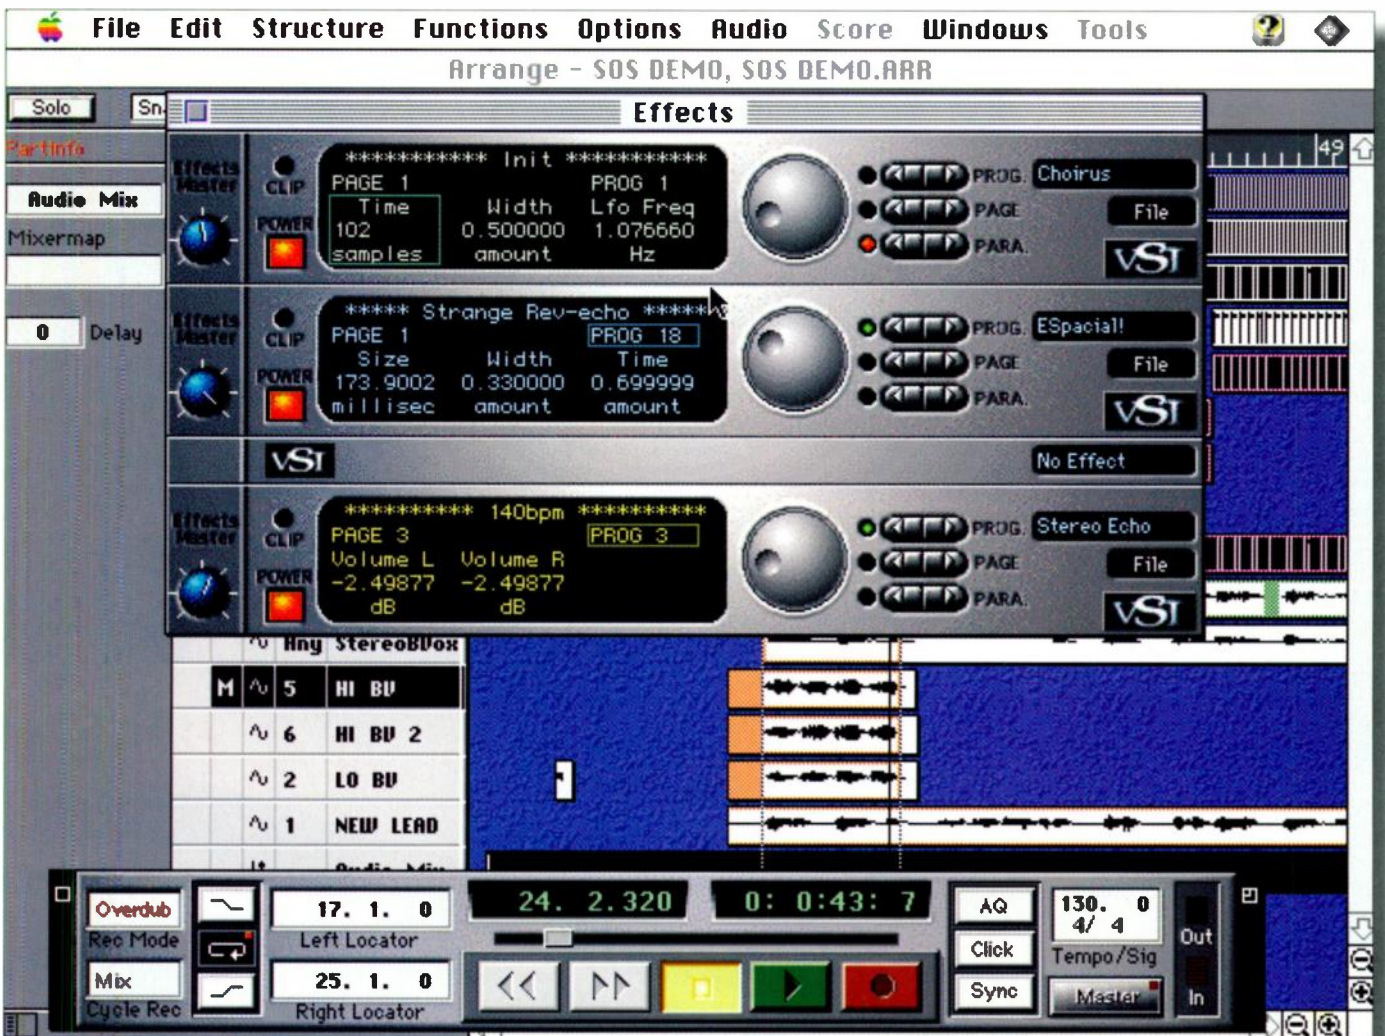 File Edit Structure Functions Options Audio Score Windows Tools
Arrange - SOS DEMO, SOS DEMO.ARR
Solo
Effects
PartInfo
49
Audio Mix
Mixermap
0 Delay
Effects Master
CLIP
POWER
*********** Init ***********
PAGE 1 PROG 1
Time Width Lfo Freq
102 0.500000 1.076660
samples amount Hz
PROG. Choirus
PAGE File
PARA. VST
Effects Master
CLIP
POWER
***** Strange Rev-echo *****
PAGE 1 PROG 18
Size Width Time
173.9002 0.330000 0.699999
millisec amount amount
PROG. ESpacial!
PAGE File
PARA. VST
VST No Effect
Effects Master
CLIP
POWER
********** 140bpm **********
PAGE 3 PROG 3
Volume L Volume R
-2.49877 -2.49877
dB dB
PROG. Stereo Echo
PAGE File
PARA. VST
Any StereoBVox
M 5 HI BV
6 HI BV 2
2 LO BV
1 NEW LEAD
Audio Mix
Overdub
Rec Mode
Mix
Cycle Rec
17. 1. 0
Left Locator
25. 1. 0
Right Locator
24. 2.320
0: 0:43: 7
AQ
Click
Sync
130. 0
4/ 4
Tempo/Sig
Master
Out
In